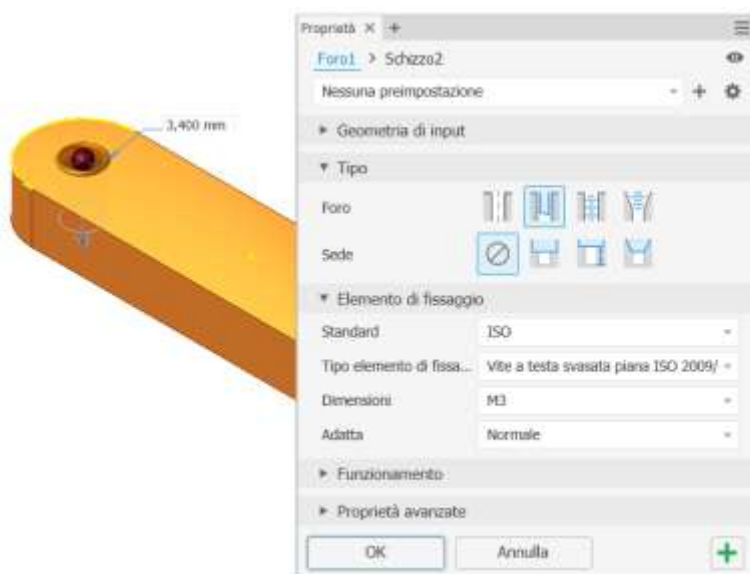 Proprietà × +
Foro1 > Schizzo2
Nessuna preimpostazione
3,400 mm
Geometria di input
Tipo
Foro
Sede
Elemento di fissaggio
Standard ISO
Tipo elemento di fissa... Vite a testa svasata piana ISO 2009/
Dimensioni M3
Adatta Normale
Funzionamento
Proprietà avanzate
OK Annulla